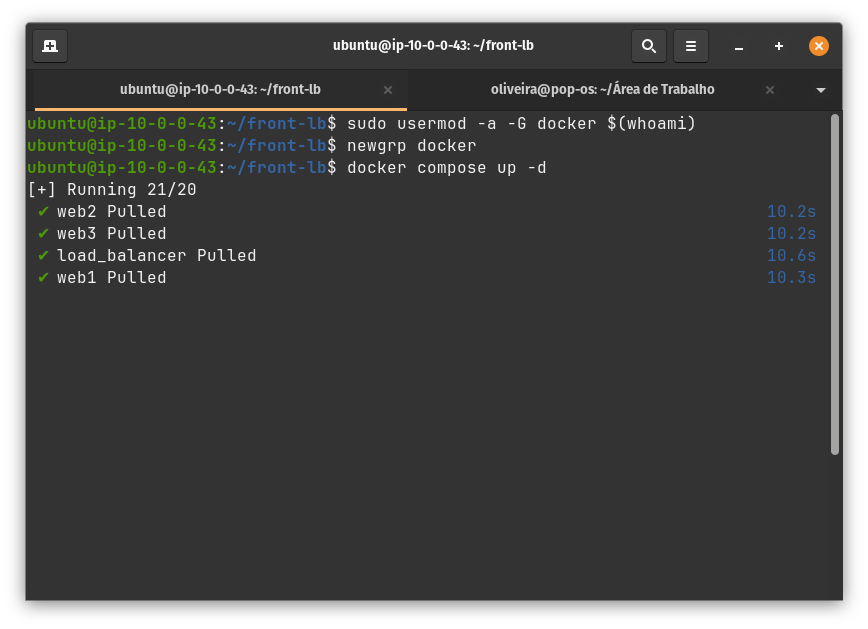 ubuntu@ip-10-0-0-43: ~/front-lb
ubuntu@ip-10-0-0-43: ~/front-lb
oliveira@pop-os: ~/Área de Trabalho
ubuntu@ip-10-0-0-43:~/front-lb$ sudo usermod -a -G docker $(whoami)
ubuntu@ip-10-0-0-43:~/front-lb$ newgrp docker
ubuntu@ip-10-0-0-43:~/front-lb$ docker compose up -d
[+] Running 21/20
✔ web2 Pulled 10.2s
✔ web3 Pulled 10.2s
✔ load_balancer Pulled 10.6s
✔ web1 Pulled 10.3s